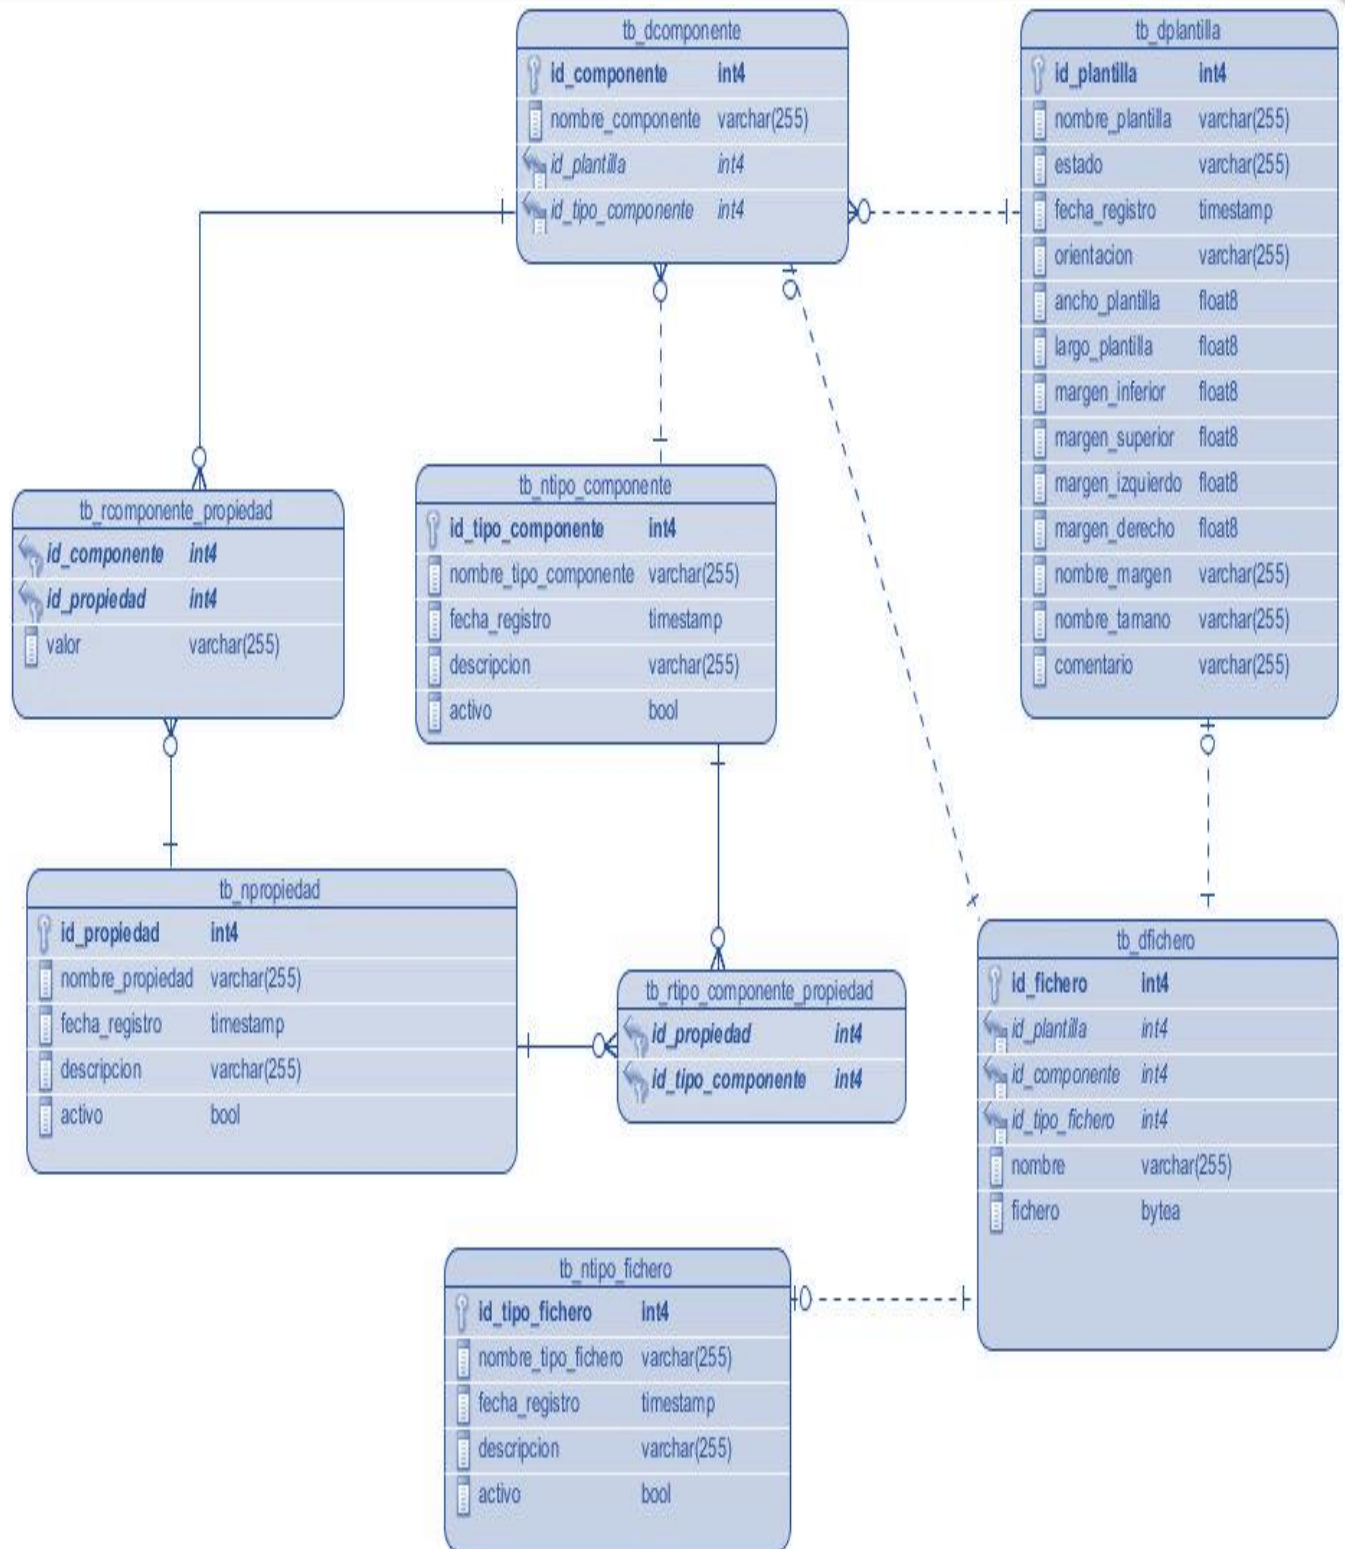 tb_dcomponente
id_componente int4
nombre_componente varchar(255)
id_plantilla int4
id_tipo_componente int4
tb_dplantilla
id_plantilla int4
nombre_plantilla varchar(255)
estado varchar(255)
fecha_registro timestamp
orientacion varchar(255)
ancho_plantilla float8
largo_plantilla float8
margen_inferior float8
margen_superior float8
margen_izquierdo float8
margen_derecho float8
nombre_margen varchar(255)
nombre_tamano varchar(255)
comentario varchar(255)
tb_rcomponente_propiedad
id_componente int4
id_propiedad int4
valor varchar(255)
tb_ntipo_componente
id_tipo_componente int4
nombre_tipo_componente varchar(255)
fecha_registro timestamp
descripcion varchar(255)
activo bool
tb_npropiedad
id_propiedad int4
nombre_propiedad varchar(255)
fecha_registro timestamp
descripcion varchar(255)
activo bool
tb_rtipo_componente_propiedad
id_propiedad int4
id_tipo_componente int4
tb_dfichero
id_fichero int4
id_plantilla int4
id_componente int4
id_tipo_fichero int4
nombre varchar(255)
fichero bytea
tb_ntipo_fichero
id_tipo_fichero int4
nombre_tipo_fichero varchar(255)
fecha_registro timestamp
descripcion varchar(255)
activo bool